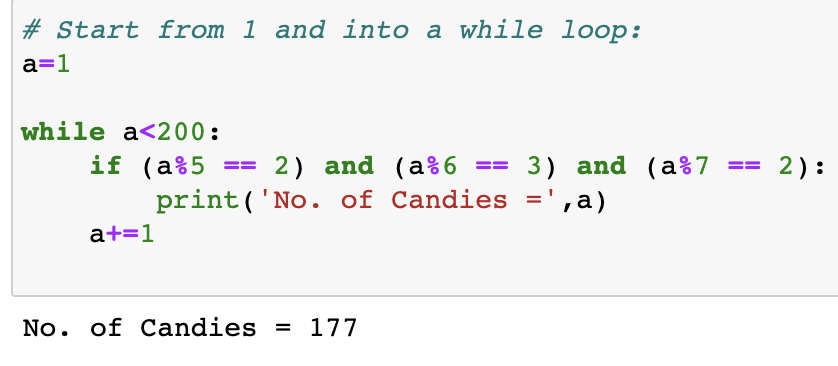 # Start from 1 and into a while loop:
a=1
while a<200:
    if (a%5 == 2) and (a%6 == 3) and (a%7 == 2):
        print('No. of Candies =',a)
    a+=1
No. of Candies = 177